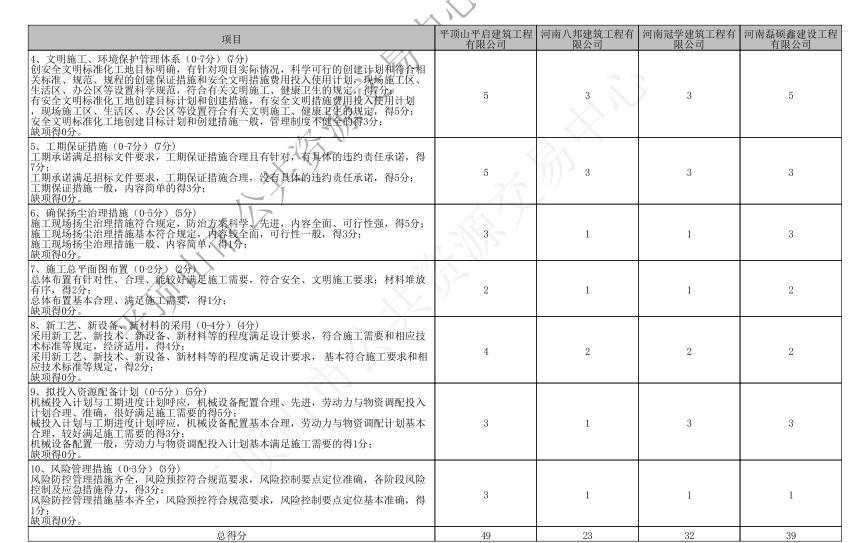 项目
平顶山平启建筑工程有限公司
河南八邦建筑工程有限公司
河南冠学建筑工程有限公司
河南磊硕鑫建设工程有限公司
4、文明施工、环境保护管理体系（0-7分）(7分)
创安全文明标准化工地目标明确，有针对项目实际情况，科学可行的创建计划和符合相
关标准、规范、规程的创建保证措施和安全文明措施费用投入使用计划，现场施工区、
生活区、办公区等设置科学规范，符合有关文明施工、健康卫生的规定，得7分；
有安全文明标准化工地创建目标计划和创建措施，有安全文明措施费用投入使用计划
，现场施工区、生活区、办公区等设置符合有关文明施工、健康卫生的规定，得5分；
安全文明标准化工地创建目标计划和创建措施一般，管理制度不健全的得3分；
缺项得0分。
5 3 3 5
5、工期保证措施（0-7分）(7分)
工期承诺满足招标文件要求，工期保证措施合理且有针对，有具体的违约责任承诺，得
7分；
工期承诺满足招标文件要求，工期保证措施合理，没有具体的违约责任承诺，得5分；
工期保证措施一般，内容简单的得3分；
缺项得0分。
5 3 3 3
6、确保扬尘治理措施（0-5分）(5分)
施工现场扬尘治理措施符合规定，防治方案科学、先进，内容全面、可行性强，得5分；
施工现场扬尘治理措施基本符合规定，内容较全面，可行性一般，得3分；
施工现场扬尘治理措施一般、内容简单，得1分；
缺项得0分。
3 1 1 3
7、施工总平面图布置（0-2分）(2分)
总体布置有针对性、合理、能较好满足施工需要，符合安全、文明施工要求；材料堆放
有序，得2分；
总体布置基本合理、满足施工需要，得1分；
缺项得0分。
2 1 1 2
8、新工艺、新设备、新材料的采用（0-4分）(4分)
采用新工艺、新技术、新设备、新材料等的程度满足设计要求，符合施工需要和相应技
术标准等规定，经济适用，得4分；
采用新工艺、新技术、新设备、新材料等的程度满足设计要求， 基本符合施工要求和相
应技术标准等规定，得2分；
缺项得0分。
4 2 2 2
9、拟投入资源配备计划（0-5分）(5分)
机械投入计划与工期进度计划呼应，机械设备配置合理、先进，劳动力与物资调配投入
计划合理、准确，很好满足施工需要的得5分；
械投入计划与工期进度计划呼应，机械设备配置基本合理，劳动力与物资调配计划基本
合理，较好满足施工需要的得3分；
机械设备配置一般，劳动力与物资调配投入计划基本满足施工需要的得1分；
缺项得0分。
3 1 3 3
10、风险管理措施（0-3分）(3分)
风险防控管理措施齐全，风险预控符合规范要求，风险控制要点定位准确，各阶段风险
控制及应急措施得力，得3分；
风险防控管理措施基本齐全，风险预控符合规范要求，风险控制要点定位基本准确，得
1分；
缺项得0分。
3 1 1 1
总得分 49 23 32 39
平顶山市公共资源交易中心
平顶山市公共资源交易中心